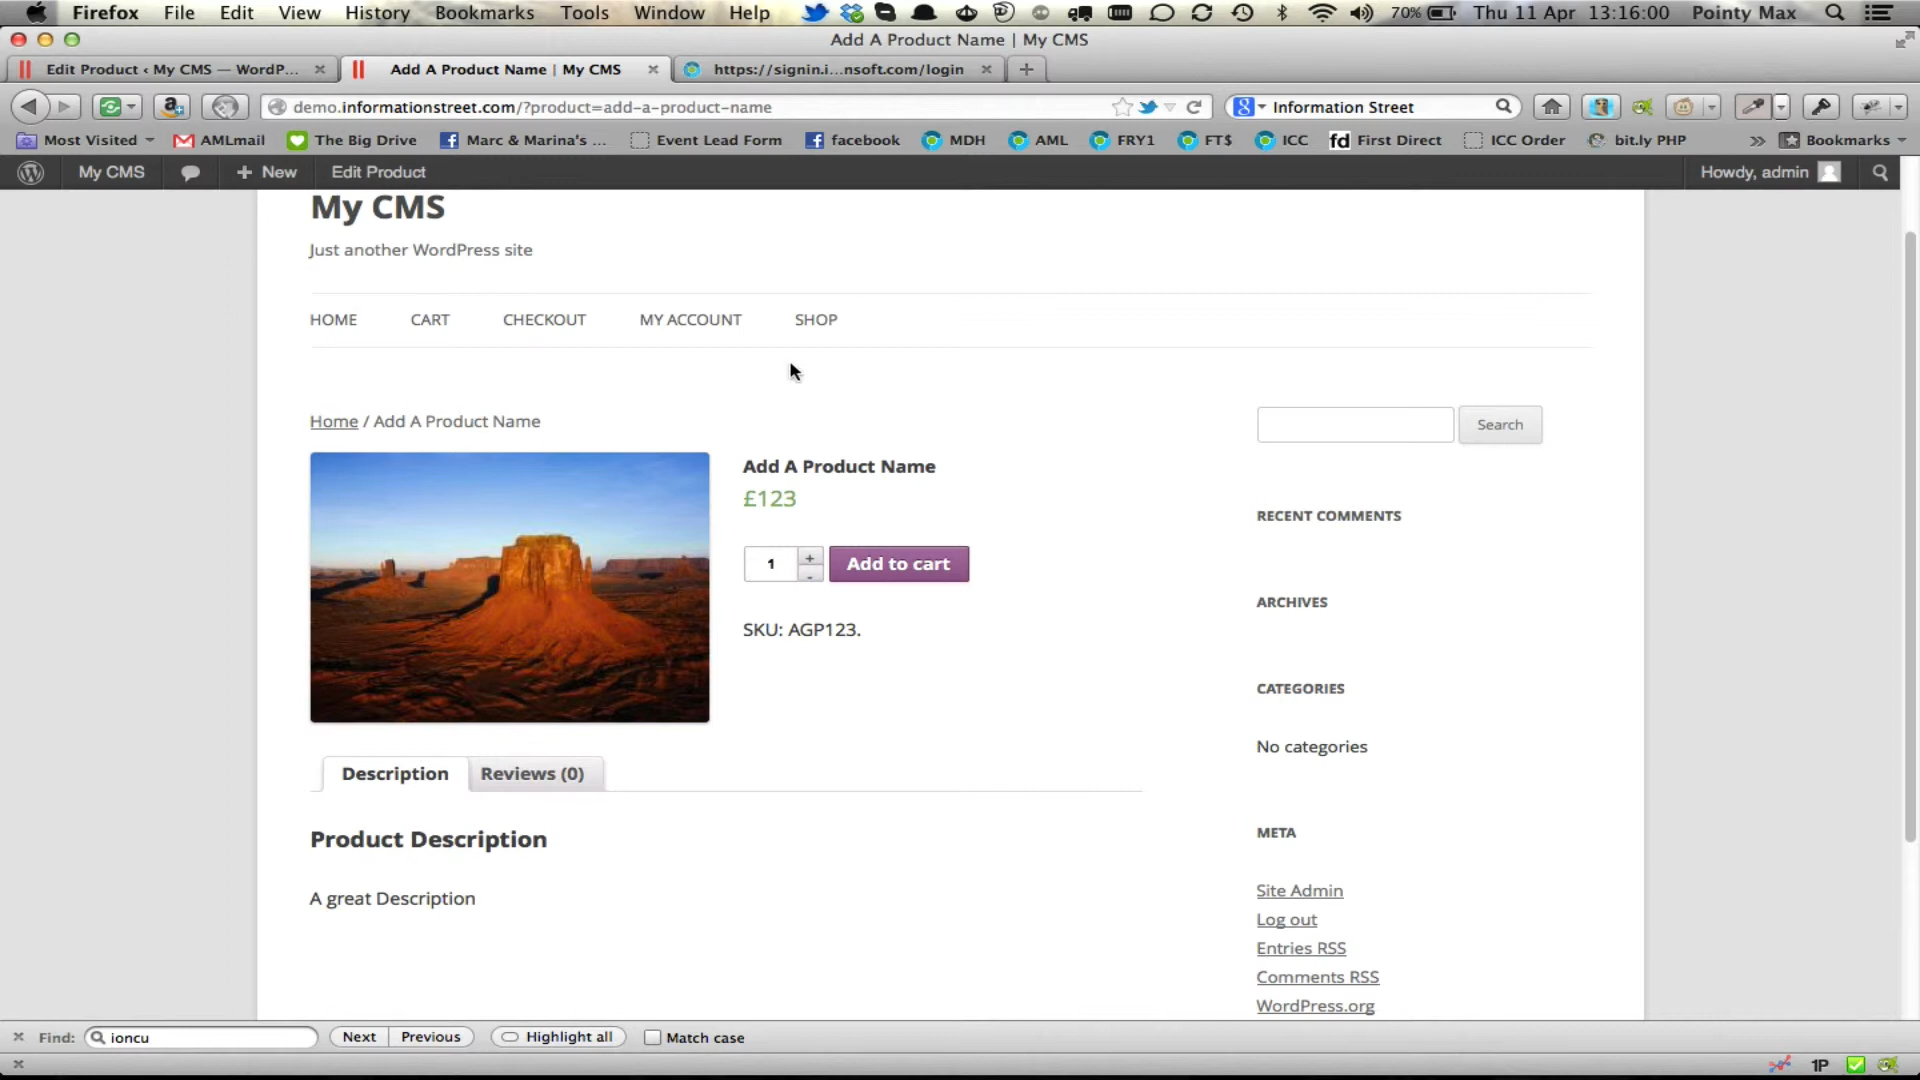 Firefox File Edit View History Bookmarks Tools Window Help 70% Thu 11 Apr 13:16:00 Pointy Max
Add A Product Name | My CMS
Edit Product ‹ My CMS — WordP... Add A Product Name | My CMS https://signin.i...nsoft.com/login
demo.informationstreet.com/?product=add-a-product-name Information Street
Most Visited AMLmail The Big Drive Marc & Marina's ... Event Lead Form facebook MDH AML FRY1 FT$ ICC fd First Direct ICC Order bit.ly PHP » Bookmarks
My CMS + New Edit Product Howdy, admin
My CMS
Just another WordPress site
HOME CART CHECKOUT MY ACCOUNT SHOP
Home / Add A Product Name
Search
Add A Product Name
£123
1 + - Add to cart
SKU: AGP123.
Description Reviews (0)
Product Description
A great Description
RECENT COMMENTS
ARCHIVES
CATEGORIES
No categories
META
Site Admin
Log out
Entries RSS
Comments RSS
WordPress.org
Find: ioncu Next Previous Highlight all Match case
1P